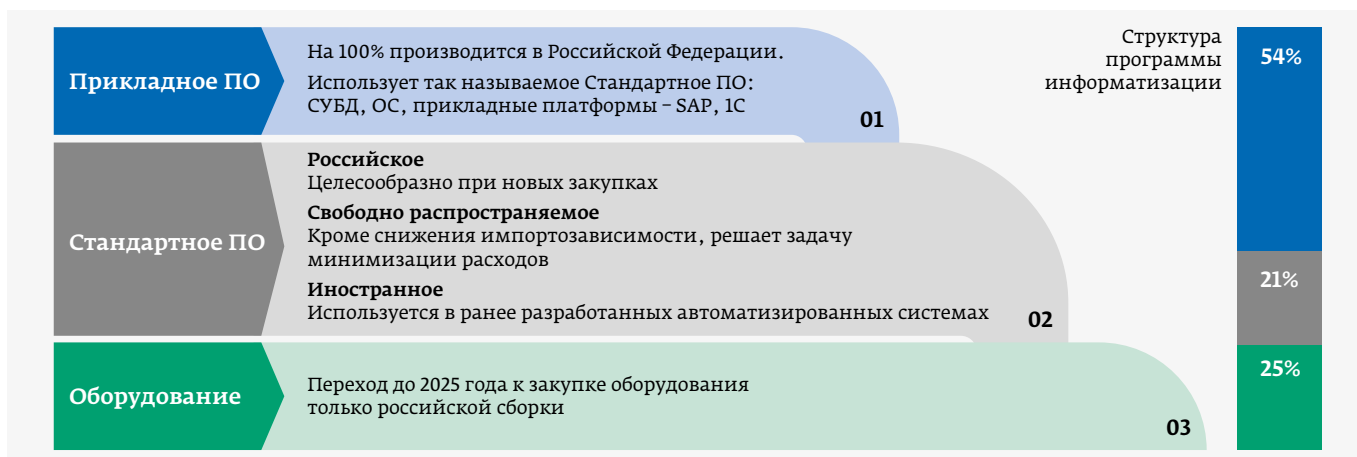 Прикладное ПО
На 100% производится в Российской Федерации.
Использует так называемое Стандартное ПО:
СУБД, ОС, прикладные платформы – SAP, 1С
01
Стандартное ПО
Российское
Целесообразно при новых закупках
Свободно распространяемое
Кроме снижения импортозависимости, решает задачу
минимизации расходов
Иностранное
Используется в ранее разработанных автоматизированных системах
02
Оборудование
Переход до 2025 года к закупке оборудования
только российской сборки
03
Структура
программы
информатизации
54%
21%
25%